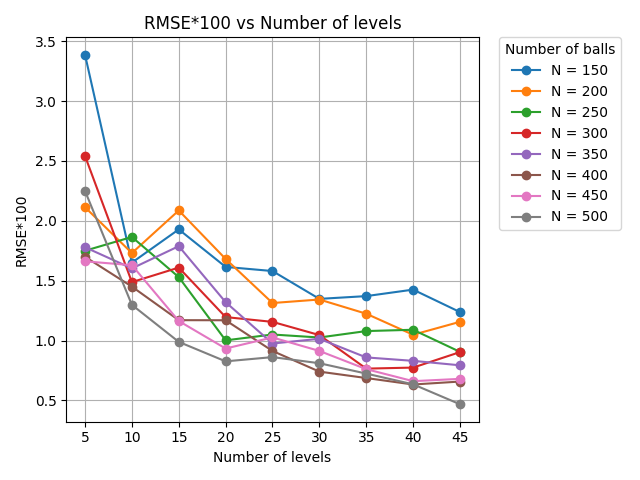 RMSE*100 vs Number of levels
3.5
3.0
2.5
2.0
1.5
1.0
0.5
RMSE*100
5 10 15 20 25 30 35 40 45
Number of levels
Number of balls
N = 150
N = 200
N = 250
N = 300
N = 350
N = 400
N = 450
N = 500